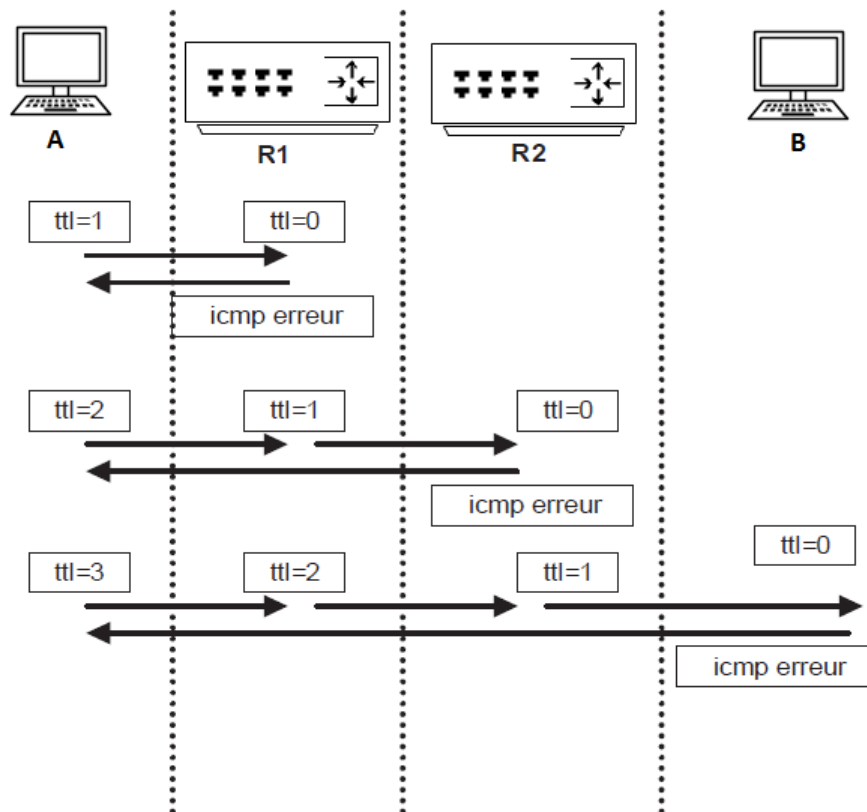 A
R1
R2
B
ttl=1
ttl=0
icmp erreur
ttl=2
ttl=1
ttl=0
icmp erreur
ttl=0
ttl=3
ttl=2
ttl=1
icmp erreur